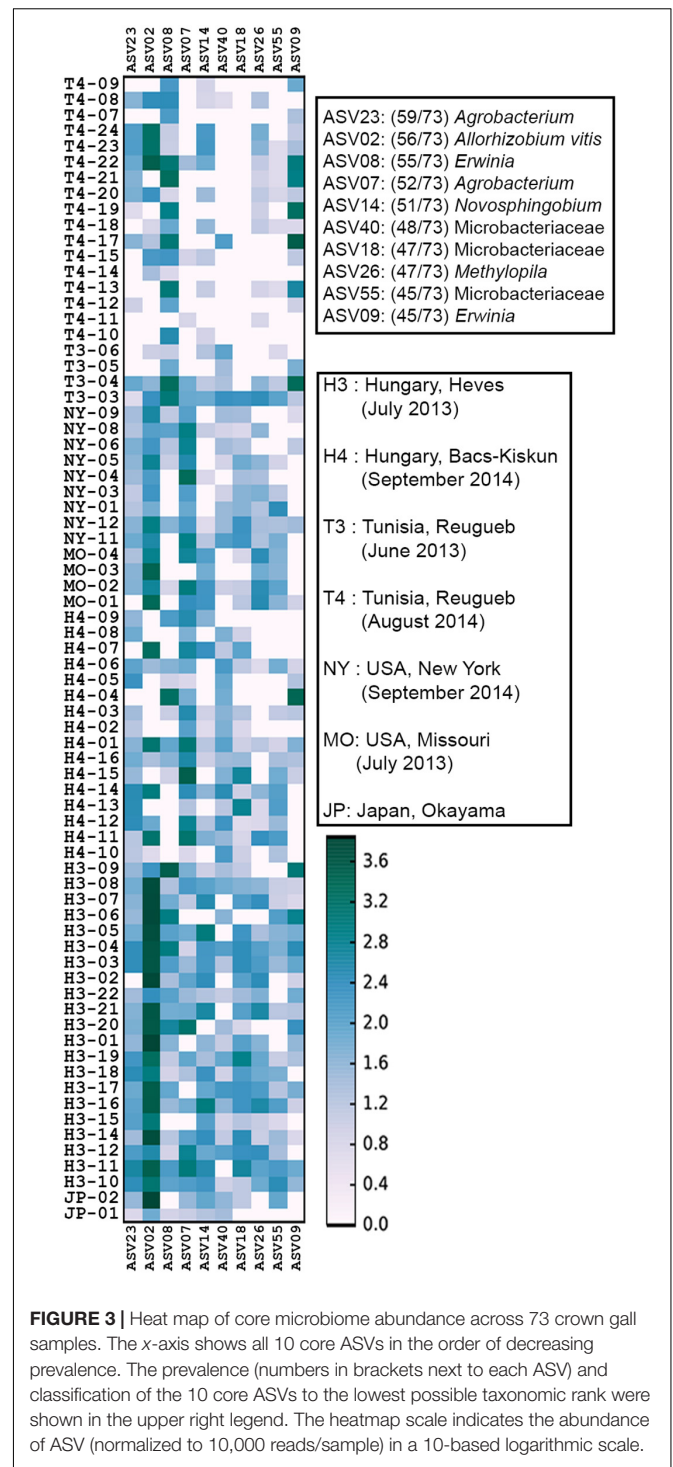 ASV23 ASV02 ASV08 ASV07 ASV14 ASV40 ASV18 ASV26 ASV55 ASV09
T4-09
T4-08
T4-07
T4-24
T4-23
T4-22
T4-21
T4-20
T4-19
T4-18
T4-17
T4-15
T4-14
T4-13
T4-12
T4-11
T4-10
T3-06
T3-05
T3-04
T3-03
NY-09
NY-08
NY-06
NY-05
NY-04
NY-03
NY-01
NY-12
NY-11
MO-04
MO-03
MO-02
MO-01
H4-09
H4-08
H4-07
H4-06
H4-05
H4-04
H4-03
H4-02
H4-01
H4-16
H4-15
H4-14
H4-13
H4-12
H4-11
H4-10
H3-09
H3-08
H3-07
H3-06
H3-05
H3-04
H3-03
H3-02
H3-22
H3-21
H3-20
H3-01
H3-19
H3-18
H3-17
H3-16
H3-15
H3-14
H3-12
H3-11
H3-10
JP-02
JP-01
ASV23 ASV02 ASV08 ASV07 ASV14 ASV40 ASV18 ASV26 ASV55 ASV09
ASV23: (59/73) Agrobacterium
ASV02: (56/73) Allorhizobium vitis
ASV08: (55/73) Erwinia
ASV07: (52/73) Agrobacterium
ASV14: (51/73) Novosphingobium
ASV40: (48/73) Microbacteriaceae
ASV18: (47/73) Microbacteriaceae
ASV26: (47/73) Methylopila
ASV55: (45/73) Microbacteriaceae
ASV09: (45/73) Erwinia
H3 : Hungary, Heves
(July 2013)
H4 : Hungary, Bacs-Kiskun
(September 2014)
T3 : Tunisia, Reugueb
(June 2013)
T4 : Tunisia, Reugueb
(August 2014)
NY : USA, New York
(September 2014)
MO: USA, Missouri
(July 2013)
JP: Japan, Okayama
3.6
3.2
2.8
2.4
2.0
1.6
1.2
0.8
0.4
0.0
FIGURE 3 | Heat map of core microbiome abundance across 73 crown gall
samples. The x-axis shows all 10 core ASVs in the order of decreasing
prevalence. The prevalence (numbers in brackets next to each ASV) and
classification of the 10 core ASVs to the lowest possible taxonomic rank were
shown in the upper right legend. The heatmap scale indicates the abundance
of ASV (normalized to 10,000 reads/sample) in a 10-based logarithmic scale.